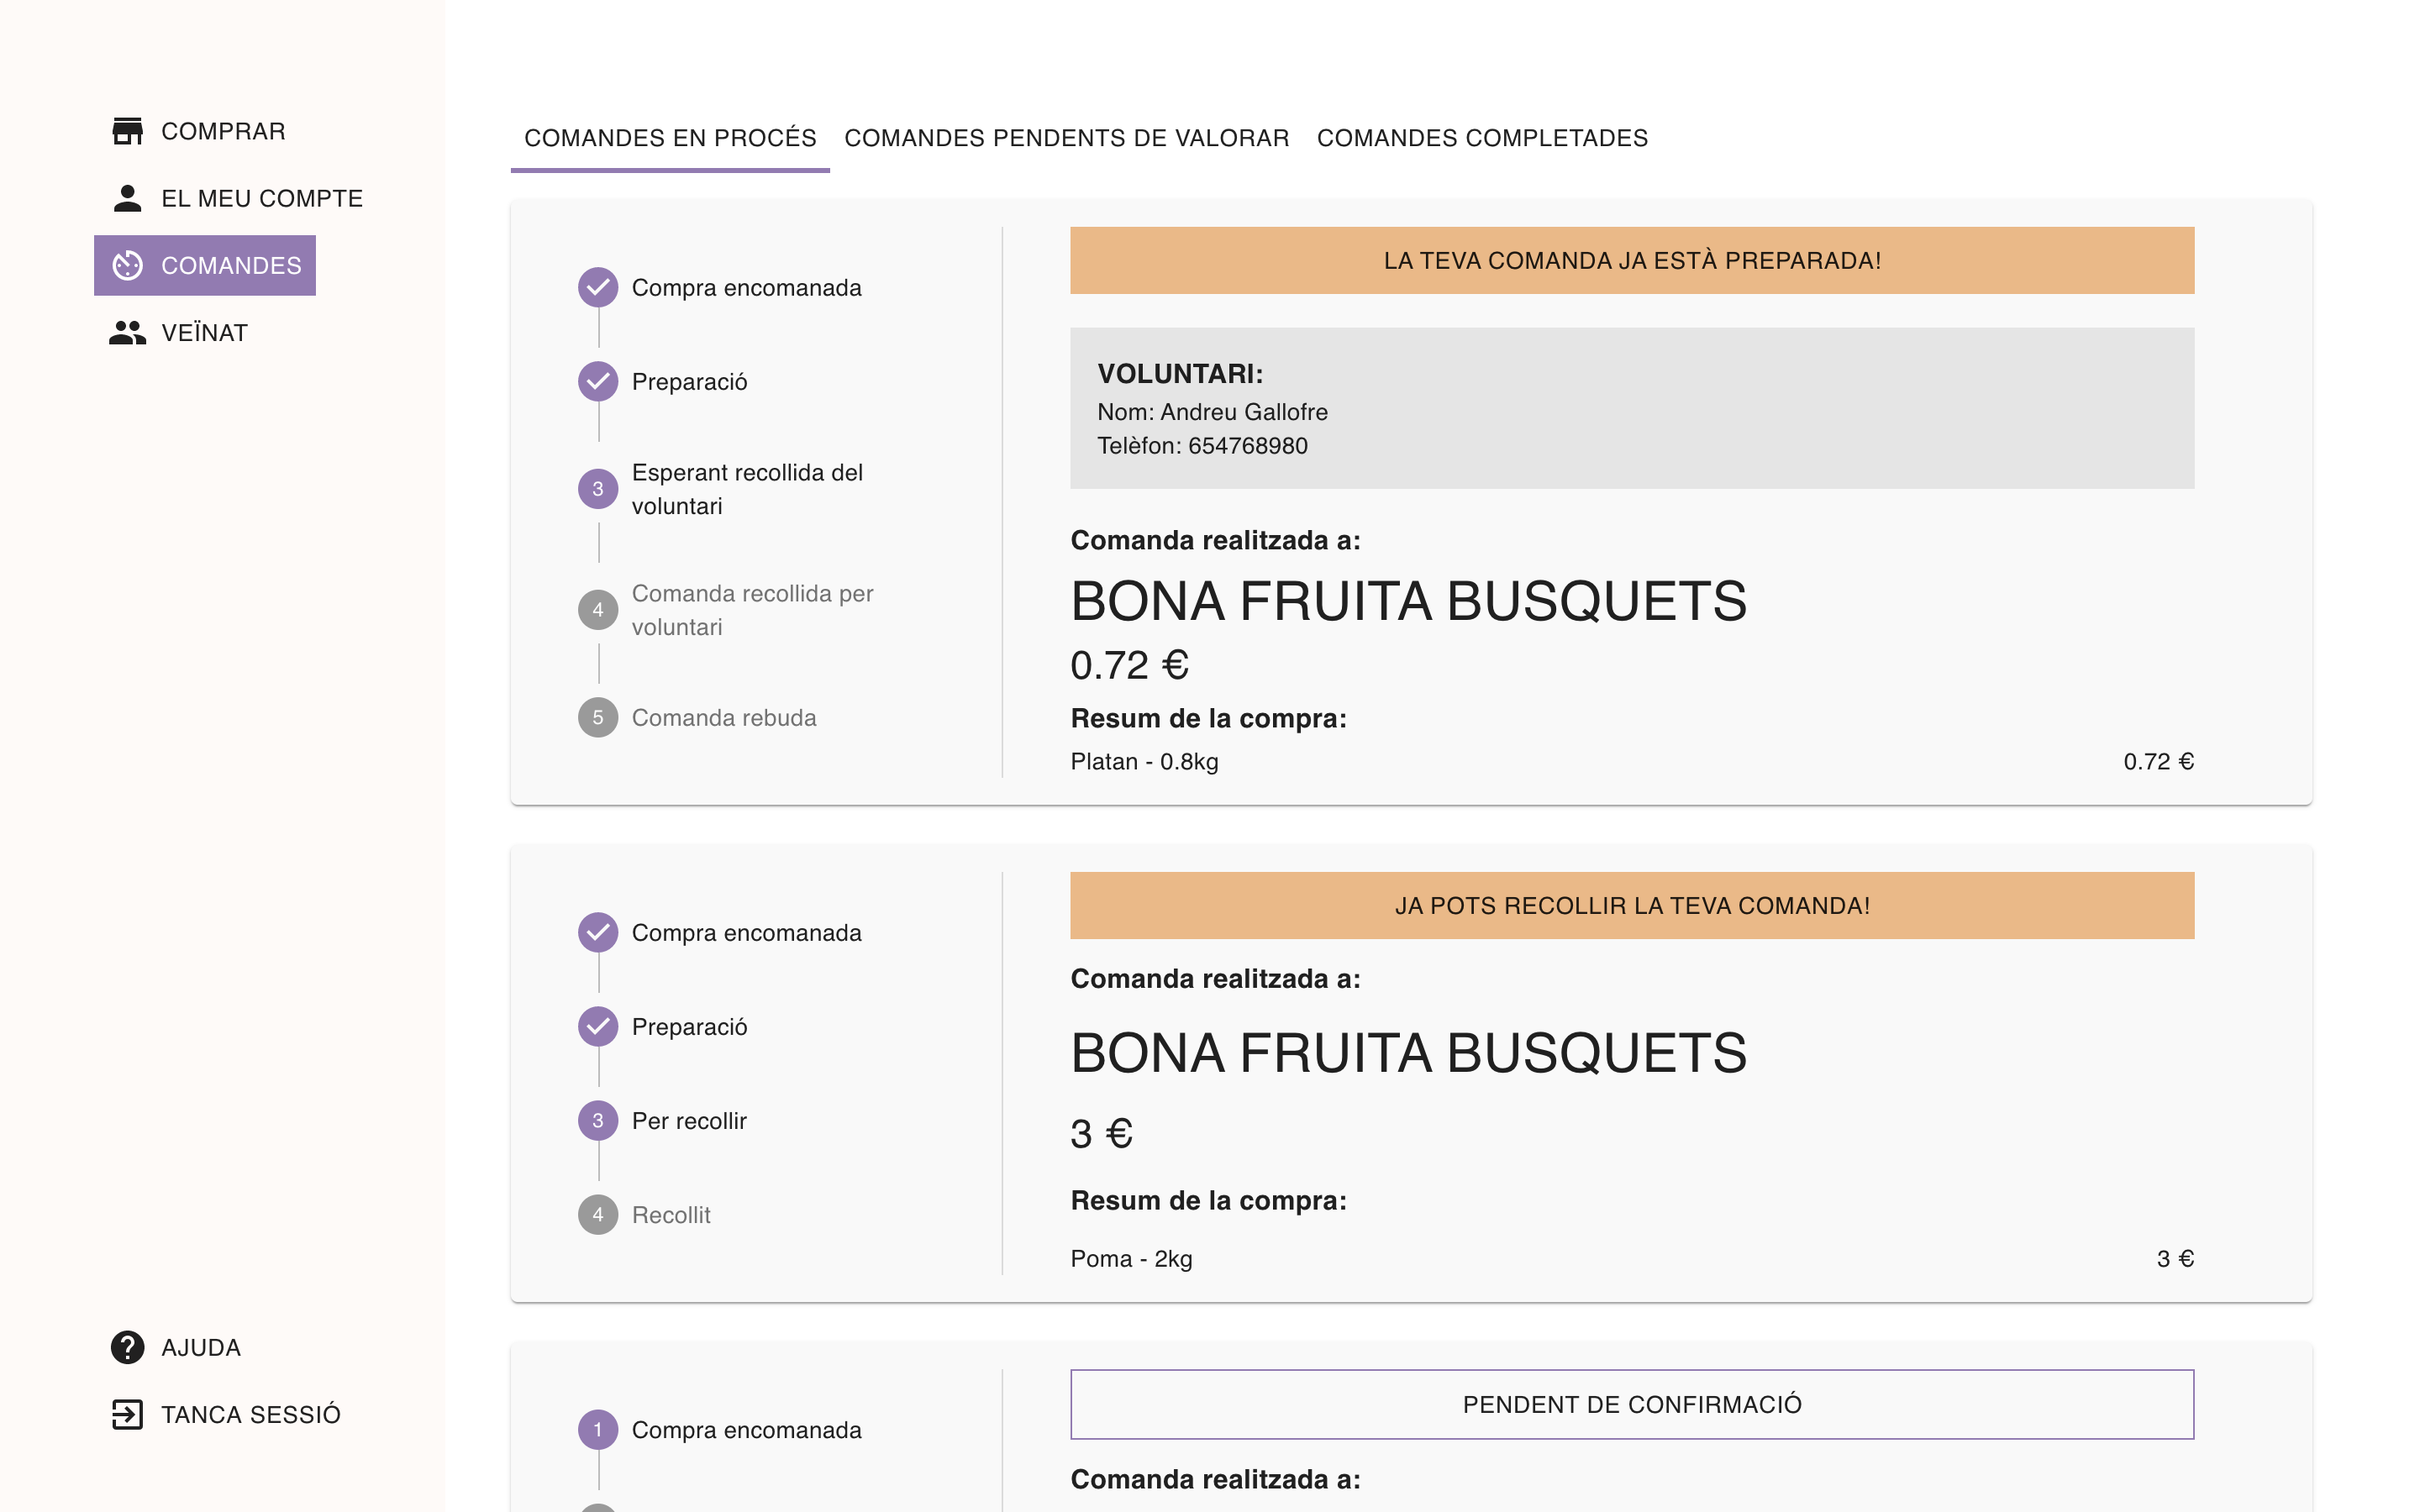 COMPRAR
EL MEU COMPTE
COMANDES
VEÏNAT
AJUDA
TANCA SESSIÓ
COMANDES EN PROCÉS
COMANDES PENDENTS DE VALORAR
COMANDES COMPLETADES
Compra encomanada
Preparació
3 Esperant recollida del
voluntari
4 Comanda recollida per
voluntari
5 Comanda rebuda
LA TEVA COMANDA JA ESTÀ PREPARADA!
VOLUNTARI:
Nom: Andreu Gallofre
Telèfon: 654768980
Comanda realitzada a:
BONA FRUITA BUSQUETS
0.72 €
Resum de la compra:
Platan - 0.8kg 0.72 €
Compra encomanada
Preparació
3 Per recollir
4 Recollit
JA POTS RECOLLIR LA TEVA COMANDA!
Comanda realitzada a:
BONA FRUITA BUSQUETS
3 €
Resum de la compra:
Poma - 2kg 3 €
1 Compra encomanada
PENDENT DE CONFIRMACIÓ
Comanda realitzada a: